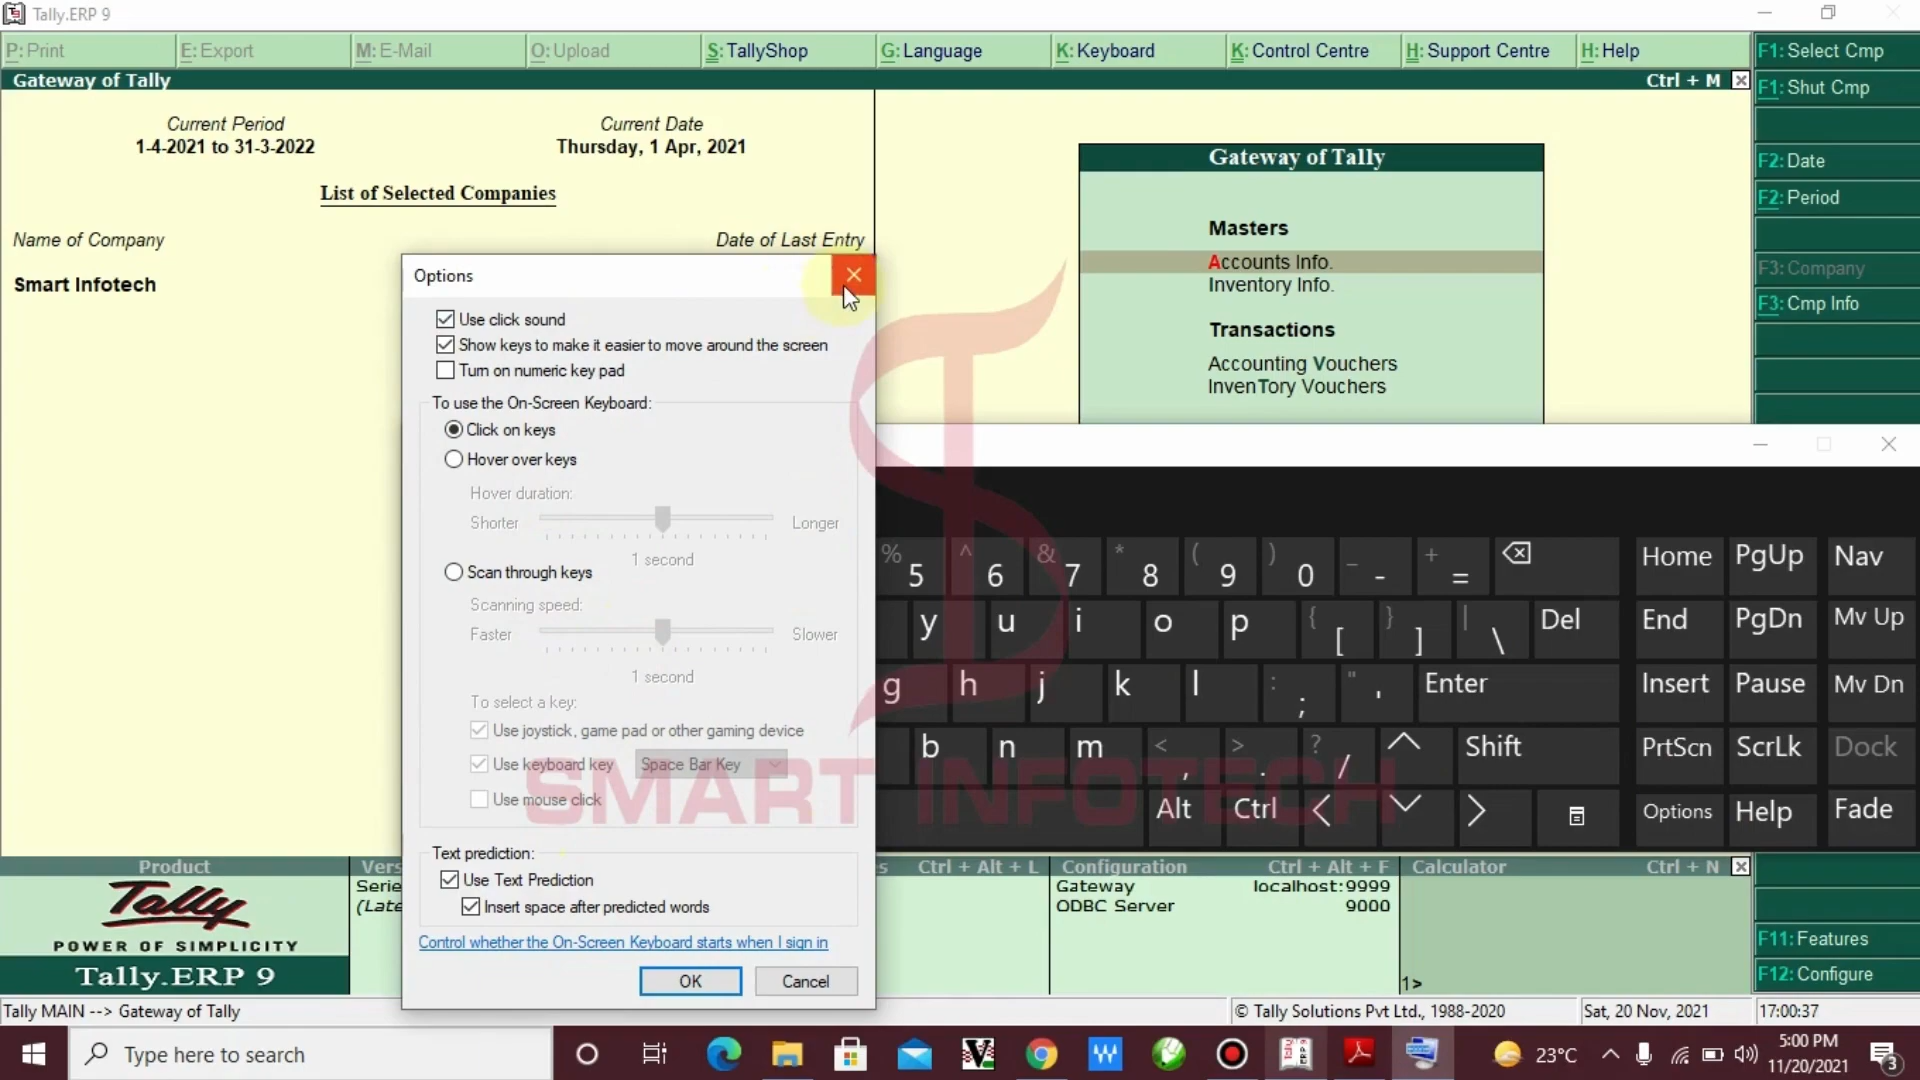 Tally.ERP 9
P: Print E: Export M: E-Mail O: Upload S: TallyShop G: Language K: Keyboard K: Control Centre H: Support Centre H: Help F1: Select Cmp
Gateway of Tally Ctrl + M
F1: Shut Cmp
Current Period Current Date
1-4-2021 to 31-3-2022 Thursday, 1 Apr, 2021
List of Selected Companies
Name of Company Date of Last Entry
Smart Infotech
Gateway of Tally
Masters
Accounts Info.
Inventory Info.
Transactions
Accounting Vouchers
InvenTory Vouchers
F2: Date
F2: Period
F3: Company
F3: Cmp Info
Options
Use click sound
Show keys to make it easier to move around the screen
Turn on numeric key pad
To use the On-Screen Keyboard:
Click on keys
Hover over keys
Hover duration:
Shorter Longer
1 second
Scan through keys
Scanning speed:
Faster Slower
1 second
To select a key:
Use joystick, game pad or other gaming device
Use keyboard key Space Bar Key
Use mouse click
Text prediction:
Use Text Prediction
Insert space after predicted words
Control whether the On-Screen Keyboard starts when I sign in
OK Cancel
% 5 ^ 6 & 7 * 8 ( 9 ) 0 _ - + = Home PgUp Nav
y u i o p { [ } ] | \ Del End PgDn Mv Up
g h j k l : ; " ' Enter Insert Pause Mv Dn
b n m < , > . ? / Shift PrtScn ScrLk Dock
Alt Ctrl Options Help Fade
SMART INFOTECH
Product
Tally
POWER OF SIMPLICITY
Tally.ERP 9
Vers
Serie
(Late
s Ctrl + Alt + L
Configuration Ctrl + Alt + F
Gateway localhost:9999
ODBC Server 9000
Calculator Ctrl + N
1>
F11: Features
F12: Configure
Tally MAIN --> Gateway of Tally © Tally Solutions Pvt Ltd., 1988-2020 Sat, 20 Nov, 2021 17:00:37
Type here to search
23°C
5:00 PM
11/20/2021
3